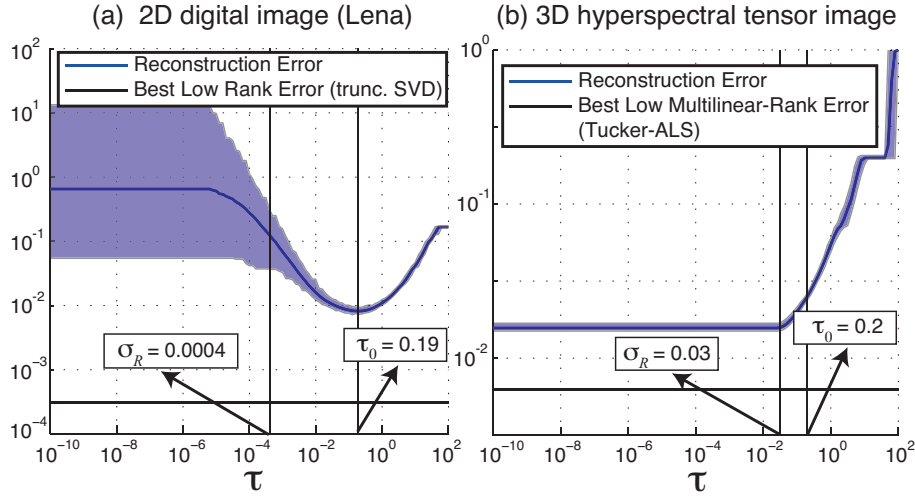 (a) 2D digital image (Lena)
10^2
10^1
10^0
10^-1
10^-2
10^-3
10^-4
Reconstruction Error
Best Low Rank Error (trunc. SVD)
σ_R = 0.0004
τ_0 = 0.19
10^-10 10^-8 10^-6 10^-4 10^-2 10^0 10^2
τ
(b) 3D hyperspectral tensor image
10^0
10^-1
10^-2
Reconstruction Error
Best Low Multilinear-Rank Error
(Tucker-ALS)
σ_R = 0.03
τ_0 = 0.2
10^-10 10^-8 10^-6 10^-4 10^-2 10^0 10^2
τ